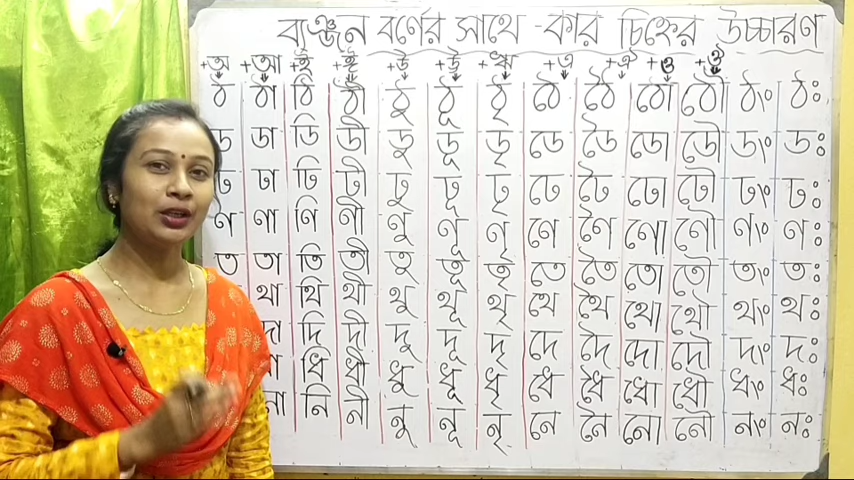 ব্যঞ্জন বর্ণের সাথে -কার চিহ্নের উচ্চারণ
+অ +আ +ই +ঈ +উ +ঊ +ঋ +এ +ঐ +ও +ঔ
ঠ ঠা ঠি ঠী ঠু ঠূ ঠৃ ঠে ঠৈ ঠো ঠৌ ঠং ঠঃ
ড ডা ডি ডী ডু ডূ ডৃ ডে ডৈ ডো ডৌ ডং ডঃ
ঢ ঢা ঢি ঢী ঢু ঢূ ঢৃ ঢে ঢৈ ঢো ঢৌ ঢং ঢঃ
ণ ণা ণি ণী ণু ণূ ণৃ ণে ণৈ ণো ণৌ ণং ণঃ
ত তা তি তী তু তূ তৃ তে তৈ তো তৌ তং তঃ
থা থি থী থু থূ থৃ থে থৈ থো থৌ থং থঃ
দা দি দী দু দূ দৃ দে দৈ দো দৌ দং দঃ
ধি ধী ধু ধূ ধৃ ধে ধৈ ধো ধৌ ধং ধঃ
না নি নী নু নূ নৃ নে নৈ নো নৌ নং নঃ